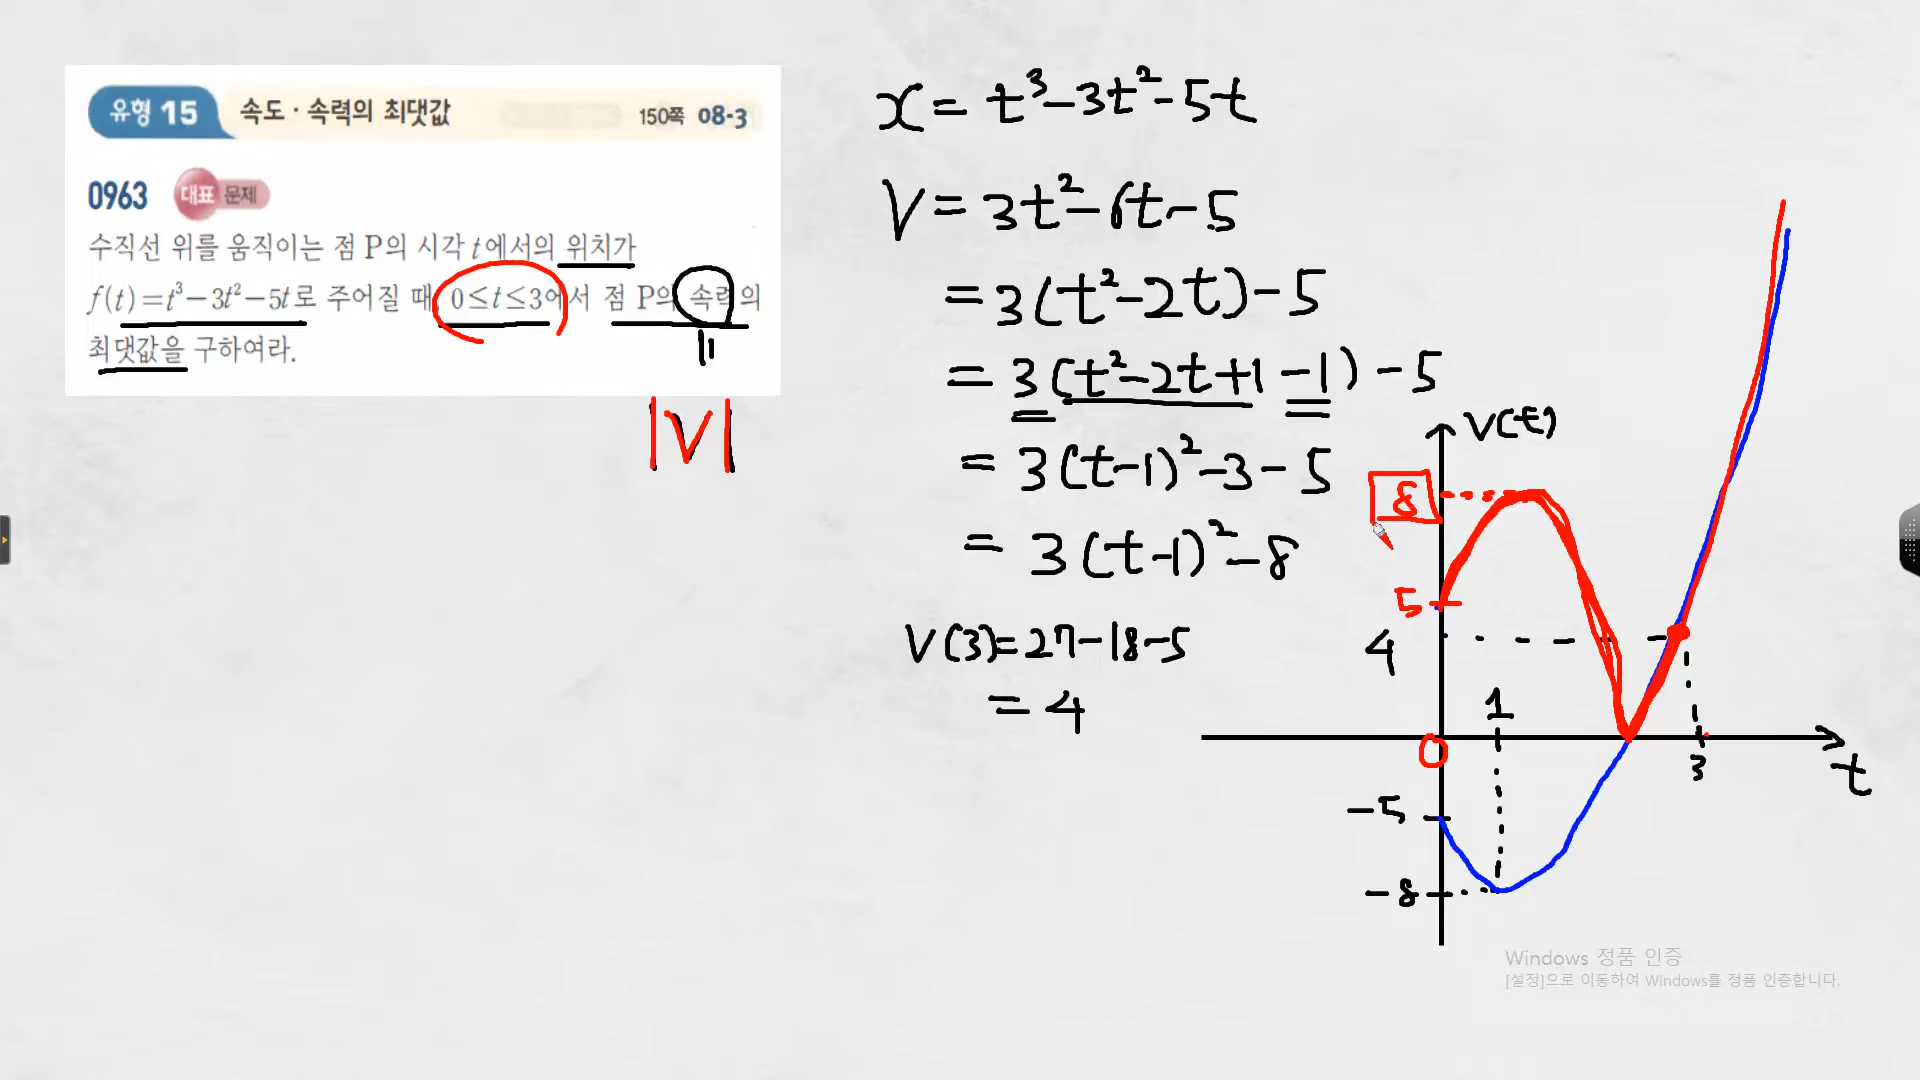 유형 15 속도 · 속력의 최댓값 150쪽 08-3
0963 대표 문제
수직선 위를 움직이는 점 P의 시각 t에서의 위치가
f(t)=t³-3t²-5t로 주어질 때 0≤t≤3에서 점 P의 속력의
최댓값을 구하여라.
|V|
x = t³-3t²-5t
V = 3t²-6t-5
= 3(t²-2t)-5
= 3(t²-2t+1-1)-5
= 3(t-1)²-3-5
= 3(t-1)²-8
V(3)=27-18-5
= 4
V(t)
8
5
4
1
0
3
t
-5
-8
Windows 정품 인증
[설정]으로 이동하여 Windows를 정품 인증합니다.